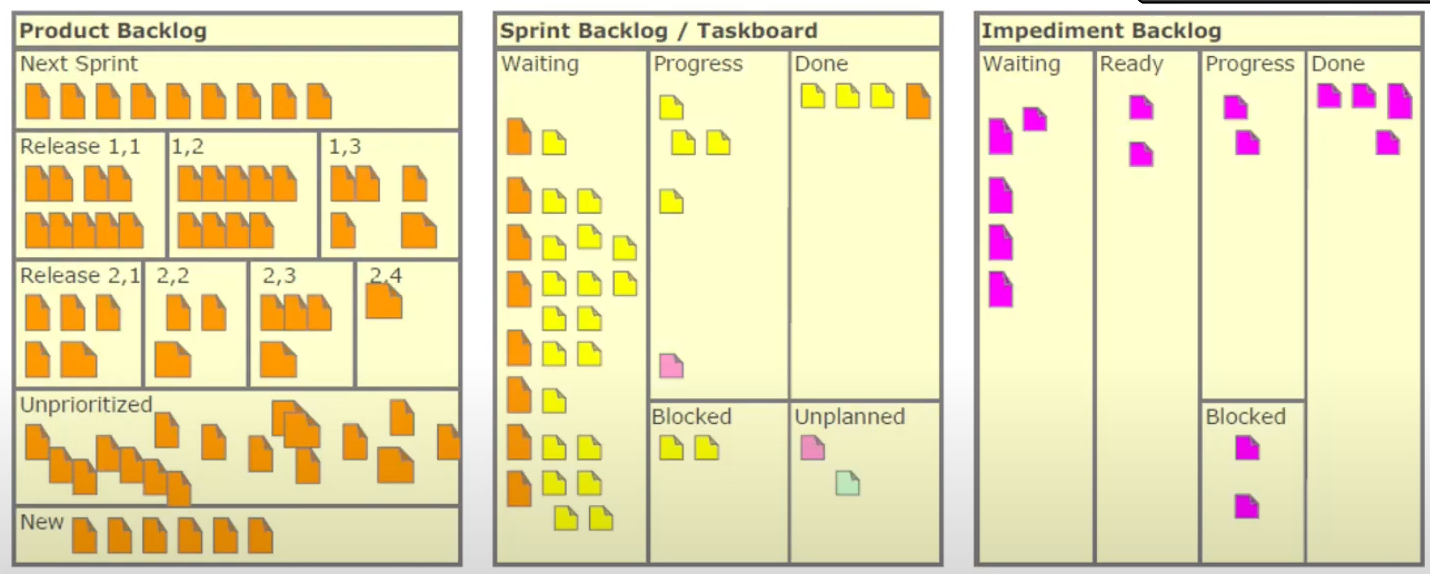 Product Backlog
Next Sprint
Release 1,1
1,2
1,3
Release 2,1
2,2
2,3
2,4
Unprioritized
New
Sprint Backlog / Taskboard
Waiting
Progress
Done
Blocked
Unplanned
Impediment Backlog
Waiting
Ready
Progress
Done
Blocked